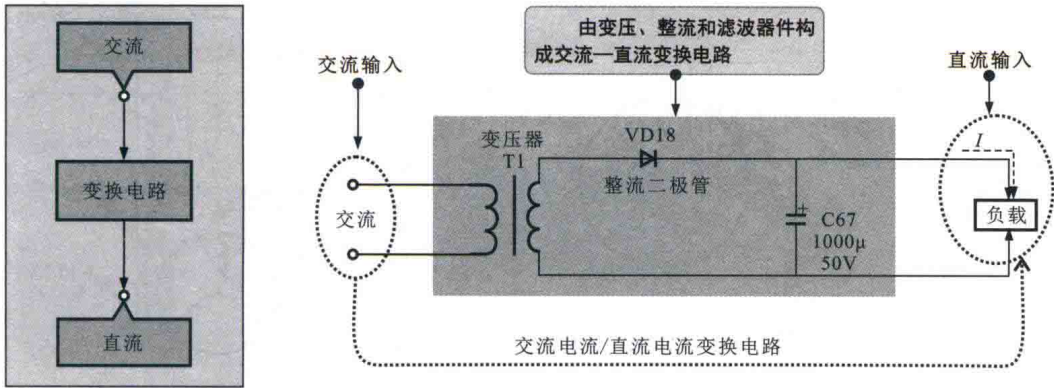 交流
变换电路
直流
由变压、整流和滤波器件构
成交流—直流变换电路
交流输入
直流输入
变压器
T1
VD18
整流二极管
I
交流
负载
+
C67
1000μ
50V
交流电流/直流电流变换电路